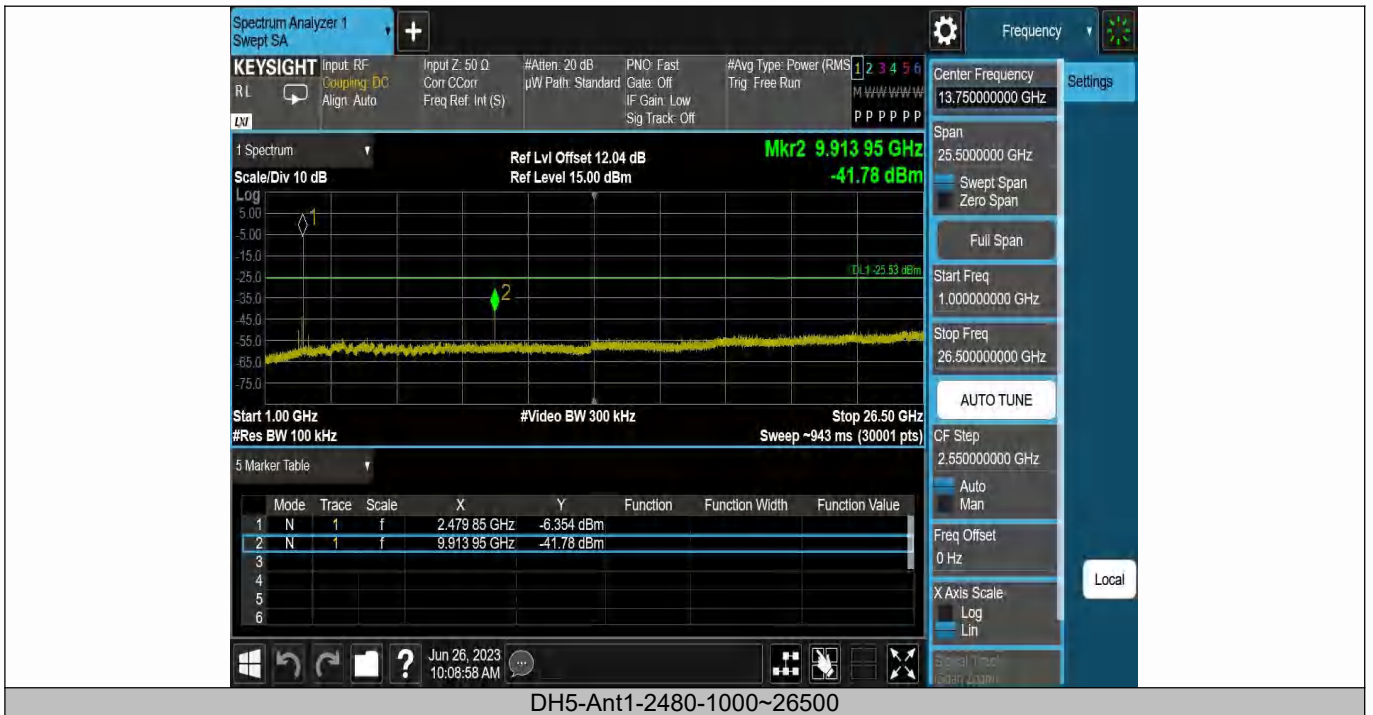 Spectrum Analyzer 1
Swept SA
+
Frequency
KEYSIGHT
RL
LXI
Input: RF
Coupling: DC
Align: Auto
Input Z: 50 Ω
Corr CCorr
Freq Ref: Int (S)
#Atten: 20 dB
µW Path: Standard
PNO: Fast
Gate: Off
IF Gain: Low
Sig Track: Off
#Avg Type: Power (RMS
Trig: Free Run
1 2 3 4 5 6
M W W W W W
P P P P P P
1 Spectrum
Scale/Div 10 dB
Ref Lvl Offset 12.04 dB
Ref Level 15.00 dBm
Mkr2 9.913 95 GHz
-41.78 dBm
Log
5.00
-5.00
-15.0
-25.0
-35.0
-45.0
-55.0
-65.0
-75.0
1
2
DL1 -25.53 dBm
Start 1.00 GHz
#Video BW 300 kHz
Stop 26.50 GHz
#Res BW 100 kHz
Sweep ~943 ms (30001 pts)
5 Marker Table
Mode Trace Scale X Y Function Function Width Function Value
1 N 1 f 2.479 85 GHz -6.354 dBm
2 N 1 f 9.913 95 GHz -41.78 dBm
3
4
5
6
Jun 26, 2023
10:08:58 AM
Center Frequency
13.750000000 GHz
Settings
Span
25.5000000 GHz
Swept Span
Zero Span
Full Span
Start Freq
1.000000000 GHz
Stop Freq
26.500000000 GHz
AUTO TUNE
CF Step
2.550000000 GHz
Auto
Man
Freq Offset
0 Hz
X Axis Scale
Log
Lin
Signal Track
(Span Zoom)
Local
DH5-Ant1-2480-1000~26500